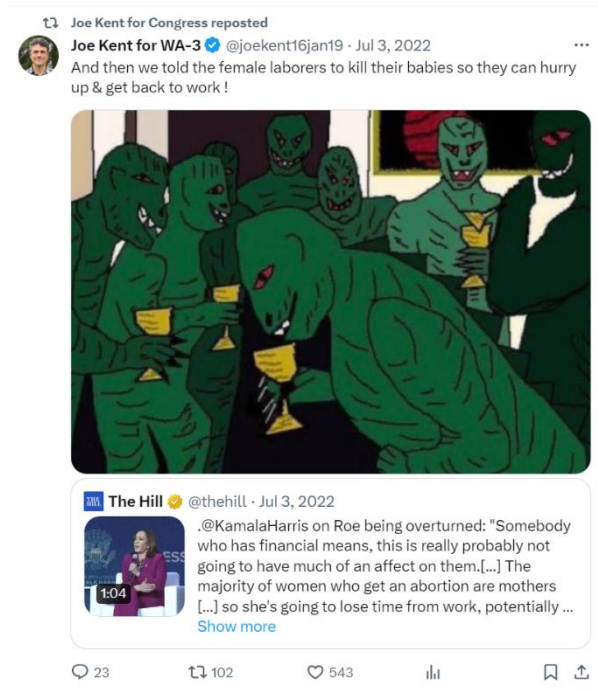 Joe Kent for Congress reposted
Joe Kent for WA-3 @joekent16jan19 · Jul 3, 2022
And then we told the female laborers to kill their babies so they can hurry
up & get back to work !
The Hill @thehill · Jul 3, 2022
.@KamalaHarris on Roe being overturned: "Somebody
who has financial means, this is really probably not
going to have much of an affect on them.[...] The
majority of women who get an abortion are mothers
[...] so she's going to lose time from work, potentially ...
Show more
1:04
23 102 543